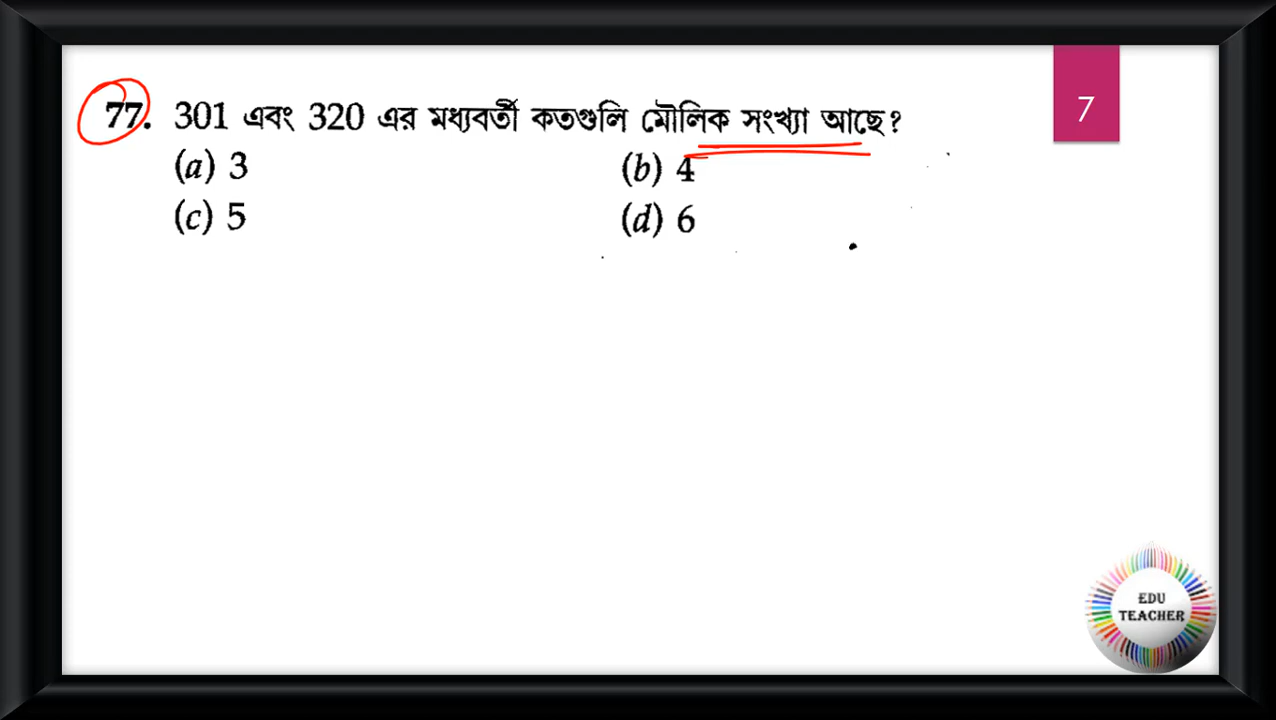 77. 301 এবং 320 এর মধ্যবর্তী কতগুলি মৌলিক সংখ্যা আছে?
(a) 3 (b) 4
(c) 5 (d) 6
7
EDU
TEACHER